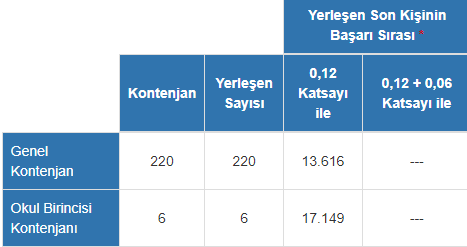 Yerleşen Son Kişinin
Başarı Sırası *
Kontenjan
Yerleşen
Sayısı
0,12
Katsayı
ile
0,12 + 0,06
Katsayı ile
Genel
Kontenjan
220
220
13.616
---
Okul Birincisi
Kontenjanı
6
6
17.149
---